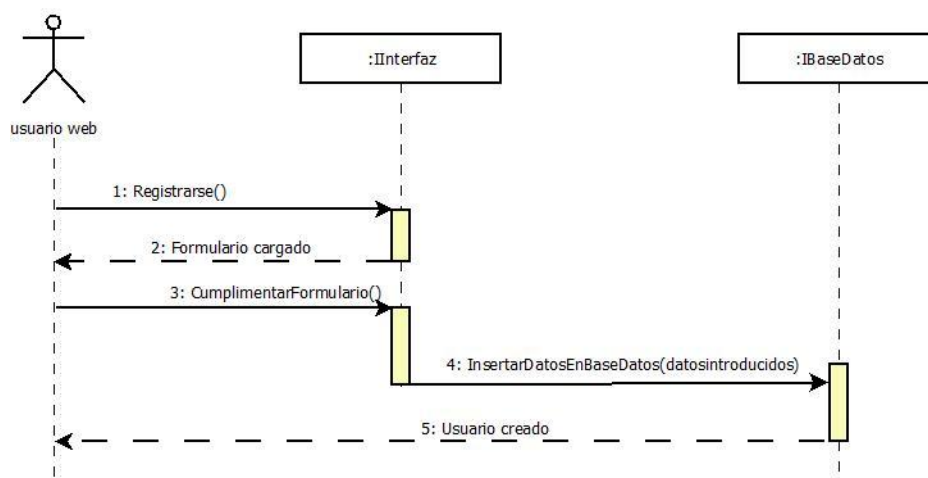 :IInterfaz
:IBaseDatos
usuario web
1: Registrarse()
2: Formulario cargado
3: CumplimentarFormulario()
4: InsertarDatosEnBaseDatos(datosintroducidos)
5: Usuario creado